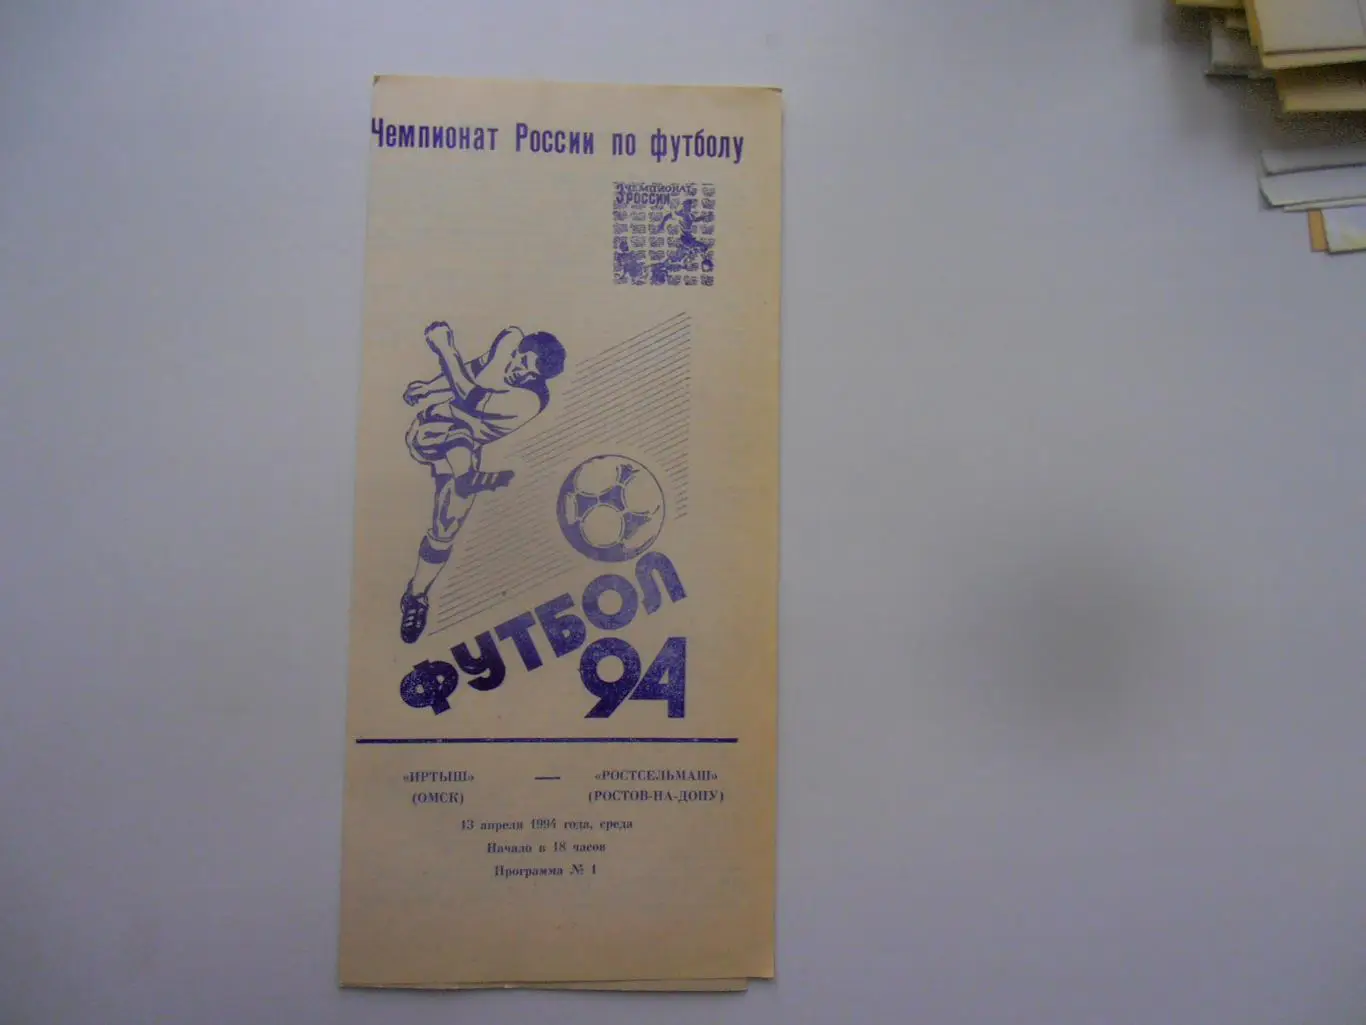 Чемпионат России по футболу
3 ЧЕМПИОНАТ
РОССИИ
ФУТБОЛ
94
«ИРТЫШ» — «РОСТСЕЛЬМАШ»
(ОМСК) (РОСТОВ-НА-ДОНУ)
13 апреля 1994 года, среда
Начало в 18 часов
Программа № 1